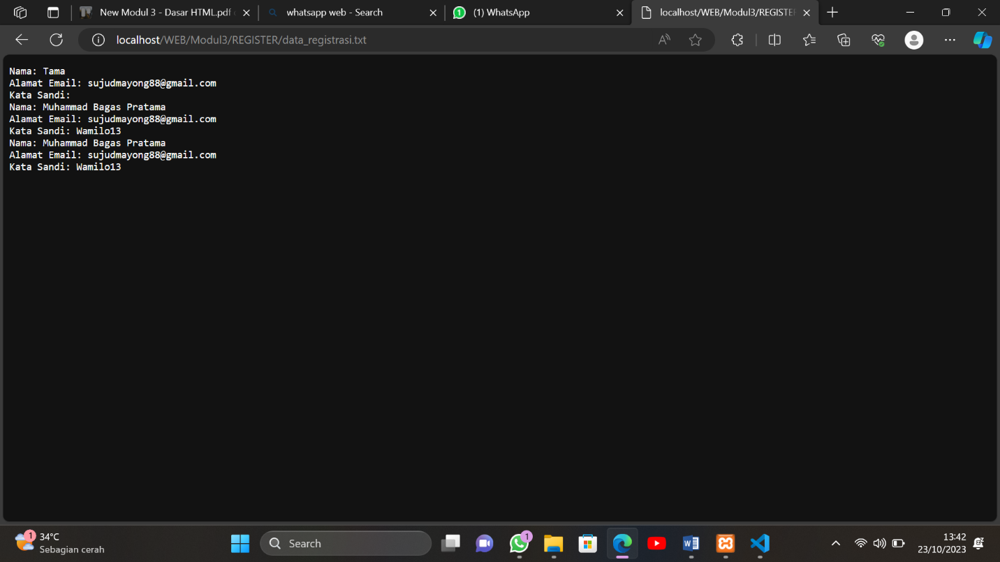 New Modul 3 - Dasar HTML.pdf
whatsapp web - Search
(1) WhatsApp
localhost/WEB/Modul3/REGISTER
localhost/WEB/Modul3/REGISTER/data_registrasi.txt
Nama: Tama
Alamat Email: sujudmayong88@gmail.com
Kata Sandi:
Nama: Muhammad Bagas Pratama
Alamat Email: sujudmayong88@gmail.com
Kata Sandi: Wamilo13
Nama: Muhammad Bagas Pratama
Alamat Email: sujudmayong88@gmail.com
Kata Sandi: Wamilo13
1
34°C
Sebagian cerah
Search
1
13:42
23/10/2023